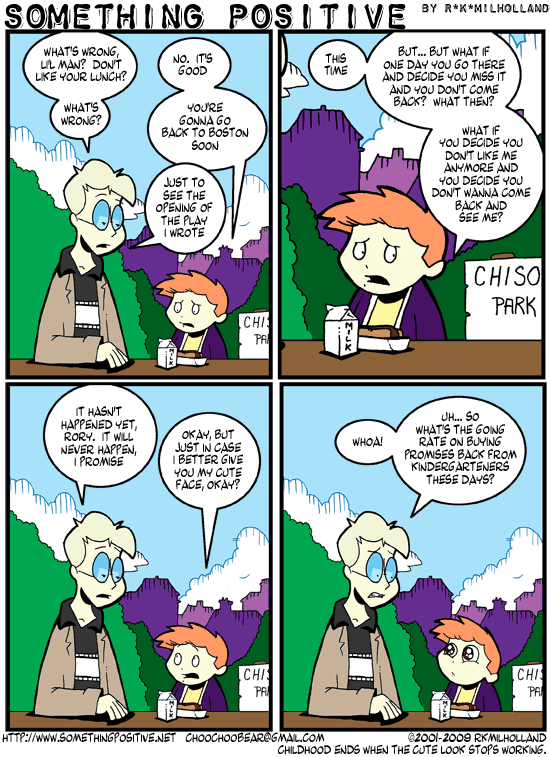 SOMETHING POSITIVE BY R*K*MILHOLLAND
WHAT'S WRONG,
LI'L MAN? DON'T
LIKE YOUR LUNCH?
WHAT'S
WRONG?
NO. IT'S
GOOD
YOU'RE
GONNA GO
BACK TO BOSTON
SOON
JUST TO
SEE THE
OPENING OF
THE PLAY
I WROTE
CHIS
PA
MILK
THIS
TIME
BUT... BUT WHAT IF
ONE DAY YOU GO THERE
AND DECIDE YOU MISS IT
AND YOU DON'T COME
BACK? WHAT THEN?
WHAT IF
YOU DECIDE YOU
DON'T LIKE ME
ANYMORE AND
YOU DECIDE YOU
DON'T WANNA COME
BACK AND
SEE ME?
CHISO
PARK
MILK
IT HASN'T
HAPPENED YET,
RORY. IT WILL
NEVER HAPPEN,
I PROMISE
OKAY, BUT
JUST IN CASE
I BETTER GIVE
YOU MY CUTE
FACE, OKAY?
CHIS
PA
MILK
WHOA!
UH... SO
WHAT'S THE GOING
RATE ON BUYING
PROMISES BACK FROM
KINDERGARTENERS
THESE DAYS?
CHIS
PA
MILK
HTTP://WWW.SOMETHINGPOSITIVE.NET CHOOCHOOBEAR@GMAIL.COM ©2001-2009 RKMILHOLLAND
CHILDHOOD ENDS WHEN THE CUTE LOOK STOPS WORKING.